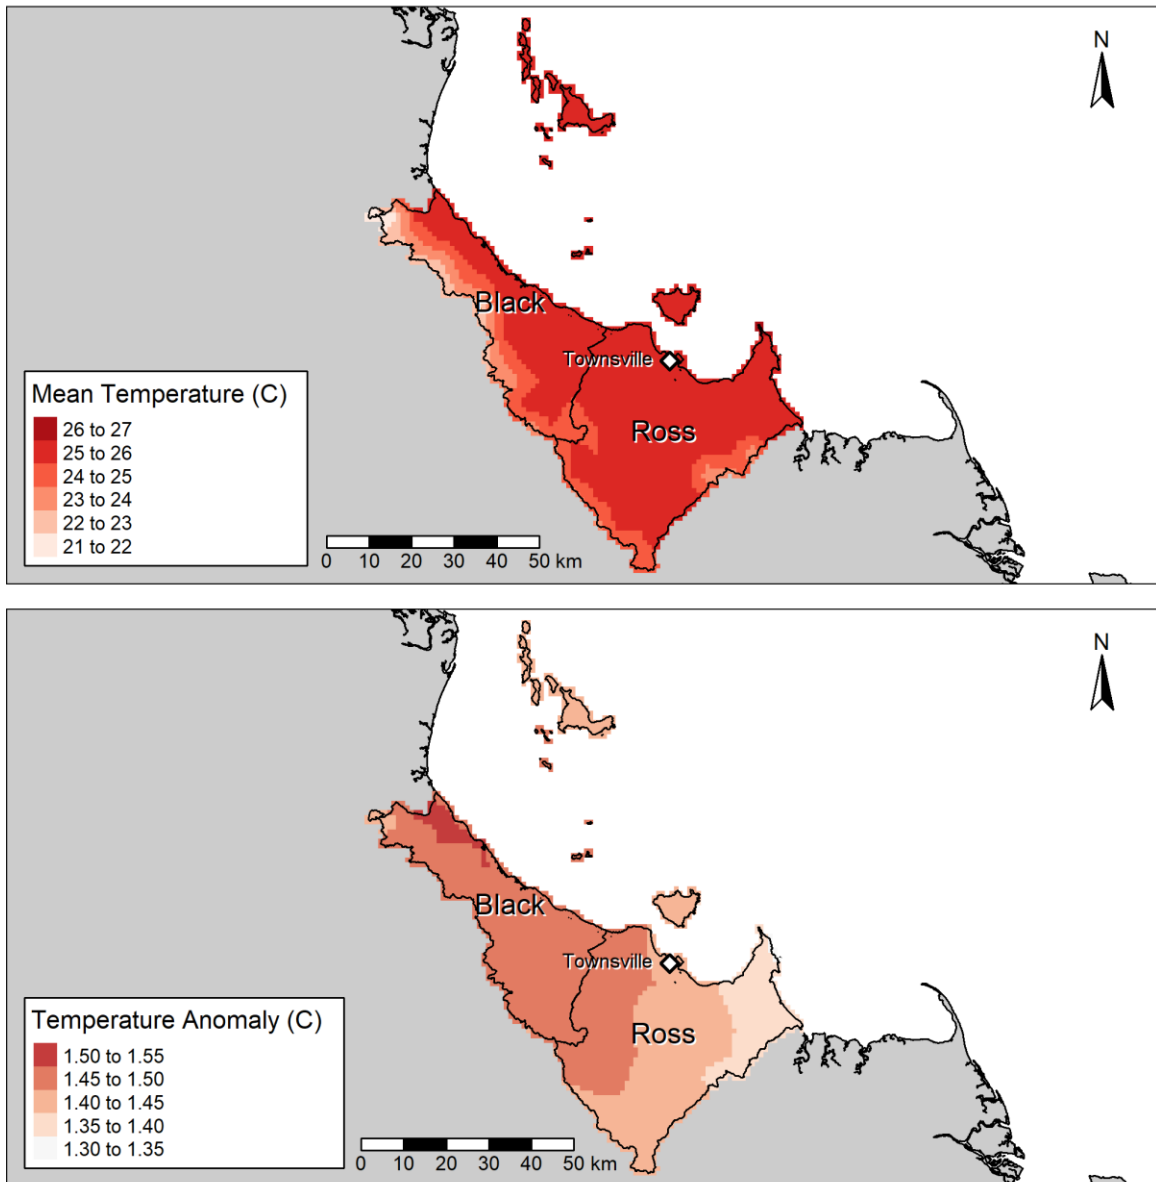 N
Black
Townsville
Ross
Mean Temperature (C)
26 to 27
25 to 26
24 to 25
23 to 24
22 to 23
21 to 22
0 10 20 30 40 50 km
N
Black
Townsville
Ross
Temperature Anomaly (C)
1.50 to 1.55
1.45 to 1.50
1.40 to 1.45
1.35 to 1.40
1.30 to 1.35
0 10 20 30 40 50 km